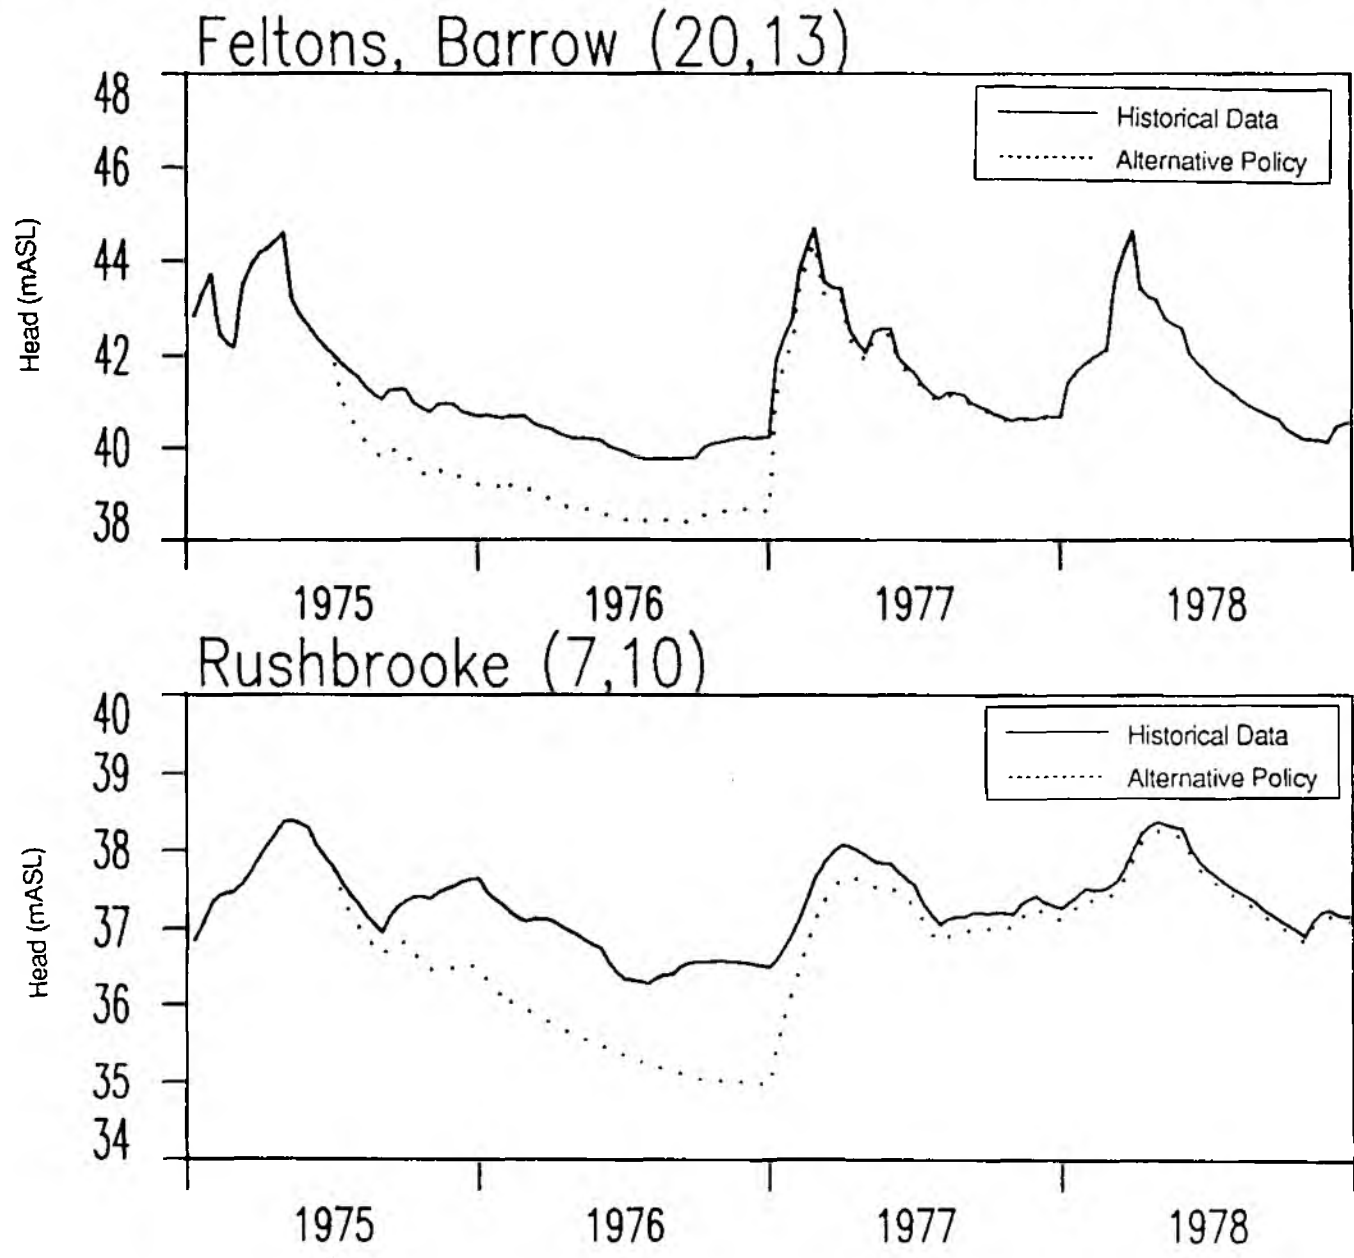 Feltons, Barrow (20,13)
48
46
44
42
40
38
Head (mASL)
Historical Data
Alternative Policy
1975 1976 1977 1978
Rushbrooke (7,10)
40
39
38
37
36
35
34
Head (mASL)
Historical Data
Alternative Policy
1975 1976 1977 1978